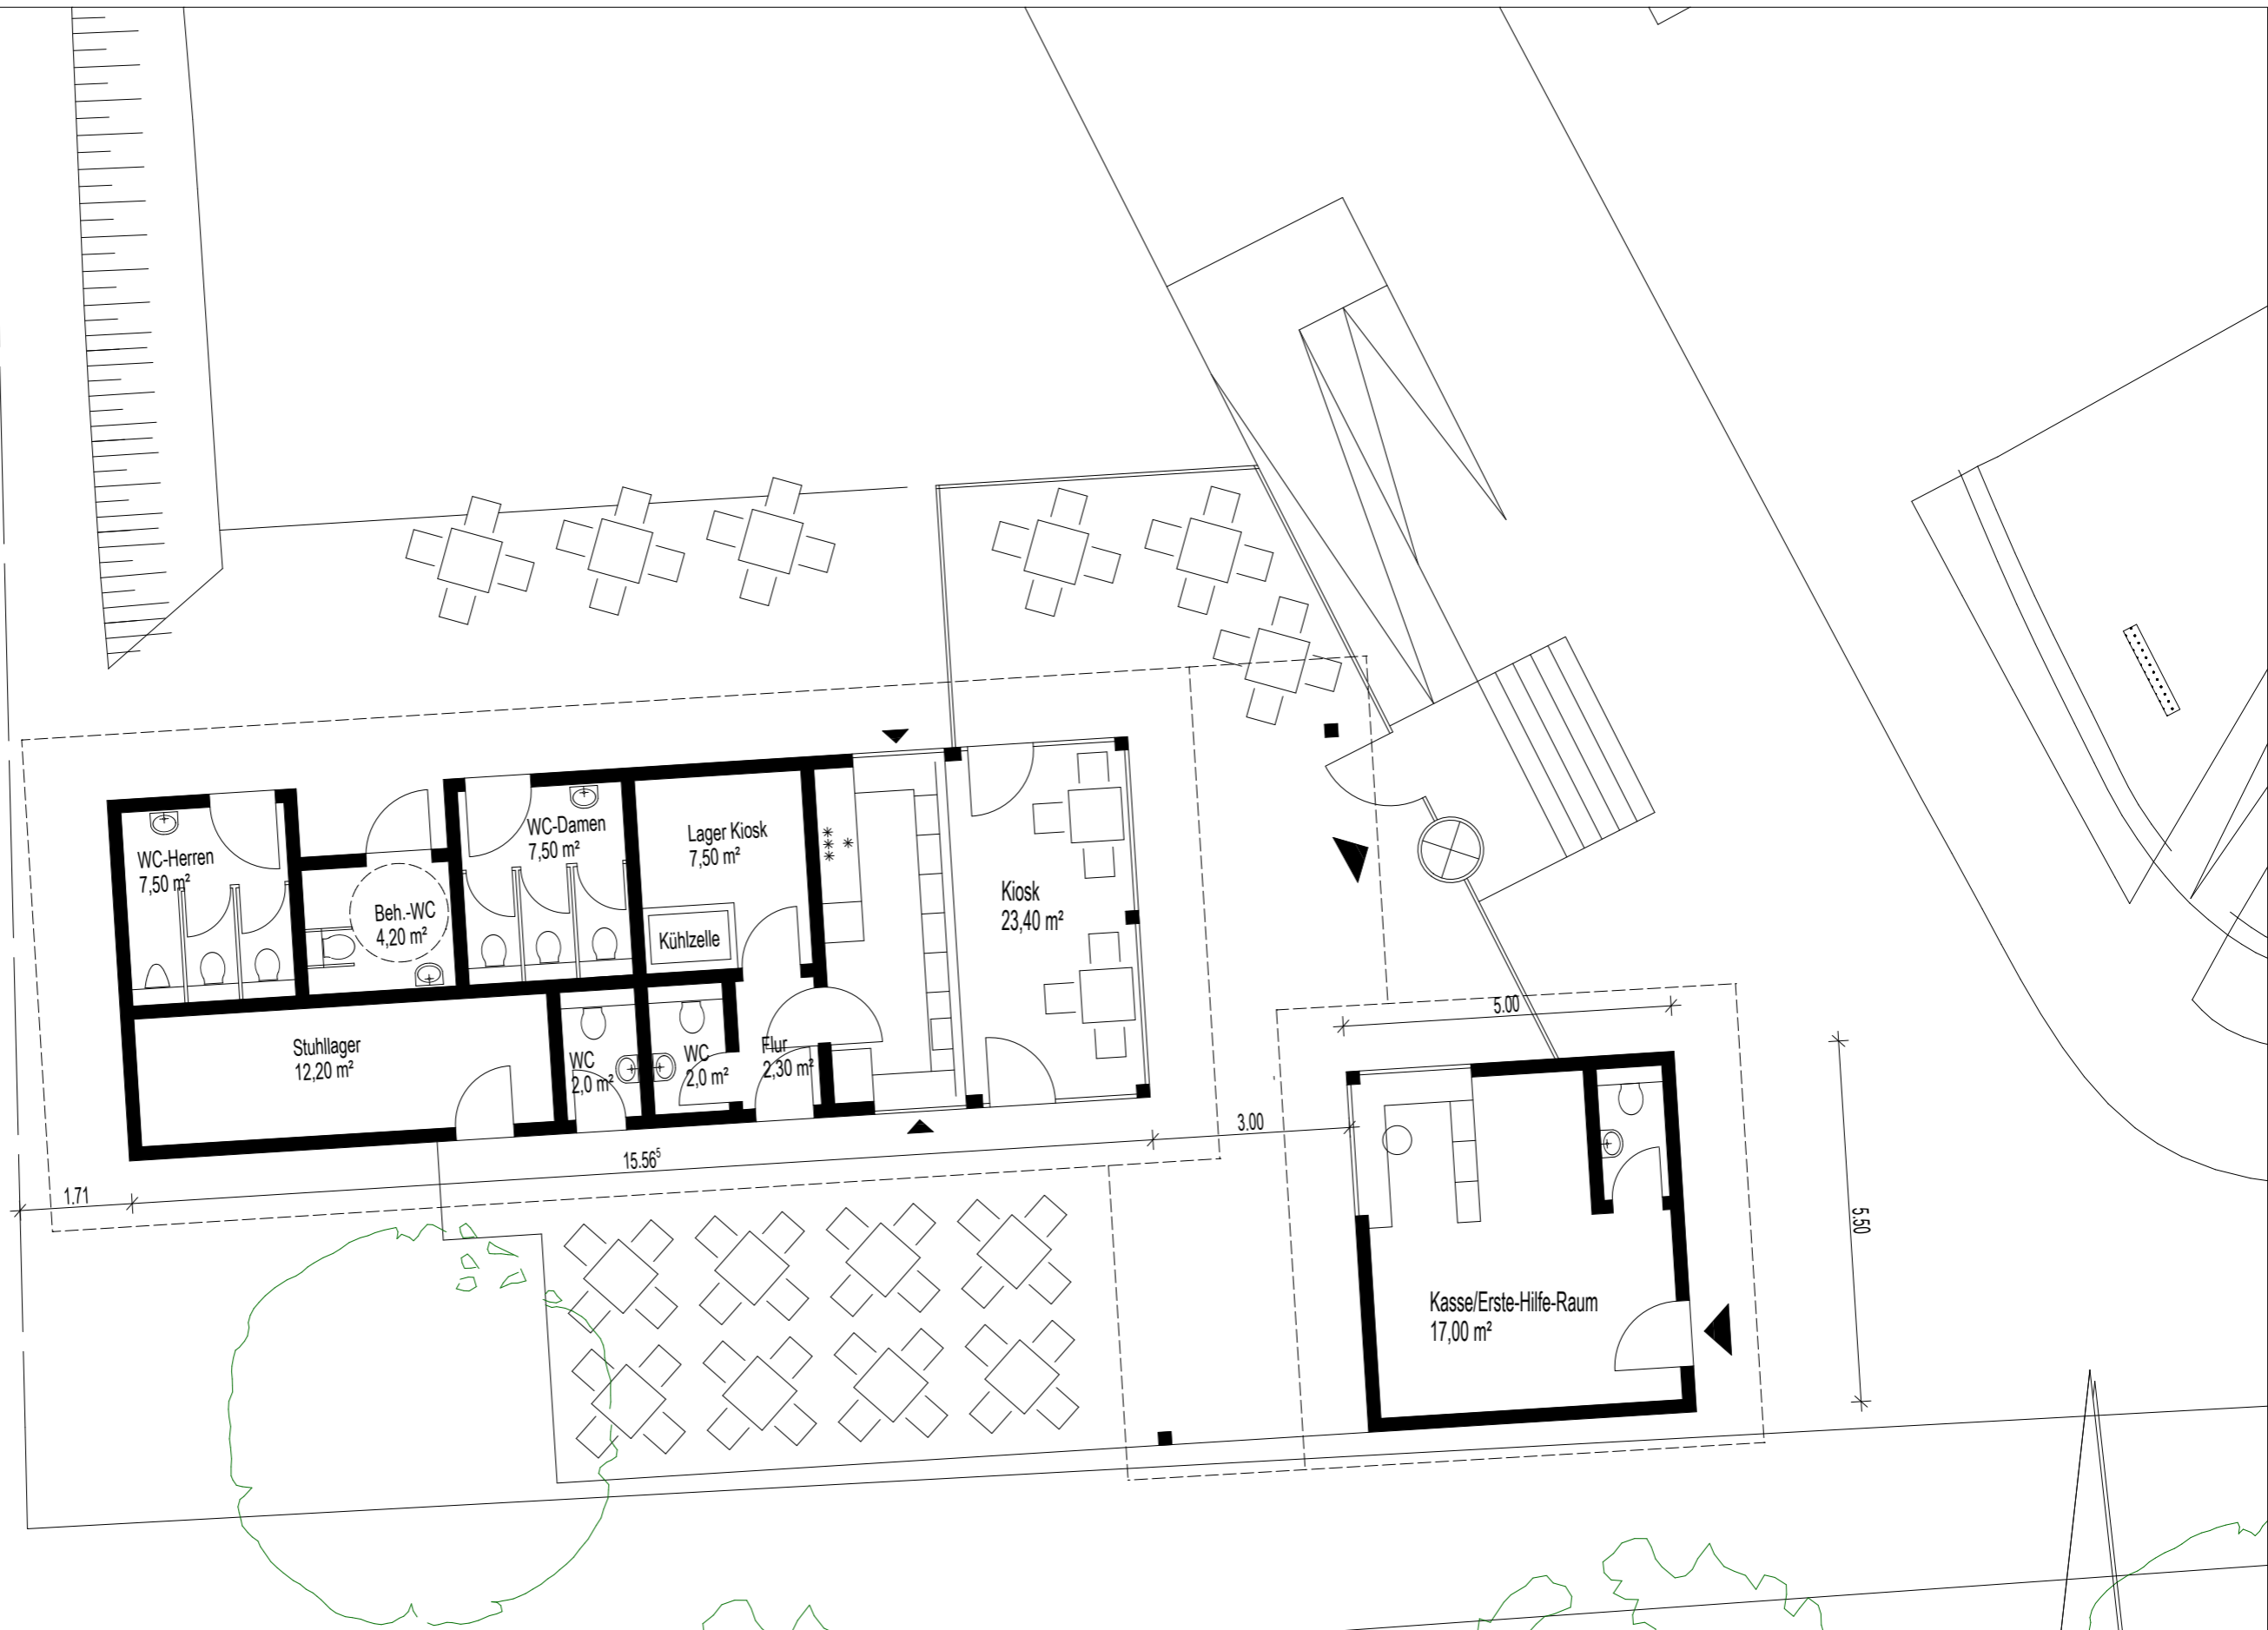 WC-Herren
7,50 m²
Beh.-WC
4,20 m²
WC-Damen
7,50 m²
Lager Kiosk
7,50 m²
Kühlzelle
Kiosk
23,40 m²
Stuhllager
12,20 m²
WC
2,0 m²
WC
2,0 m²
Flur
2,30 m²
5.00
3.00
15.56⁵
1.71
5.50
Kasse/Erste-Hilfe-Raum
17,00 m²